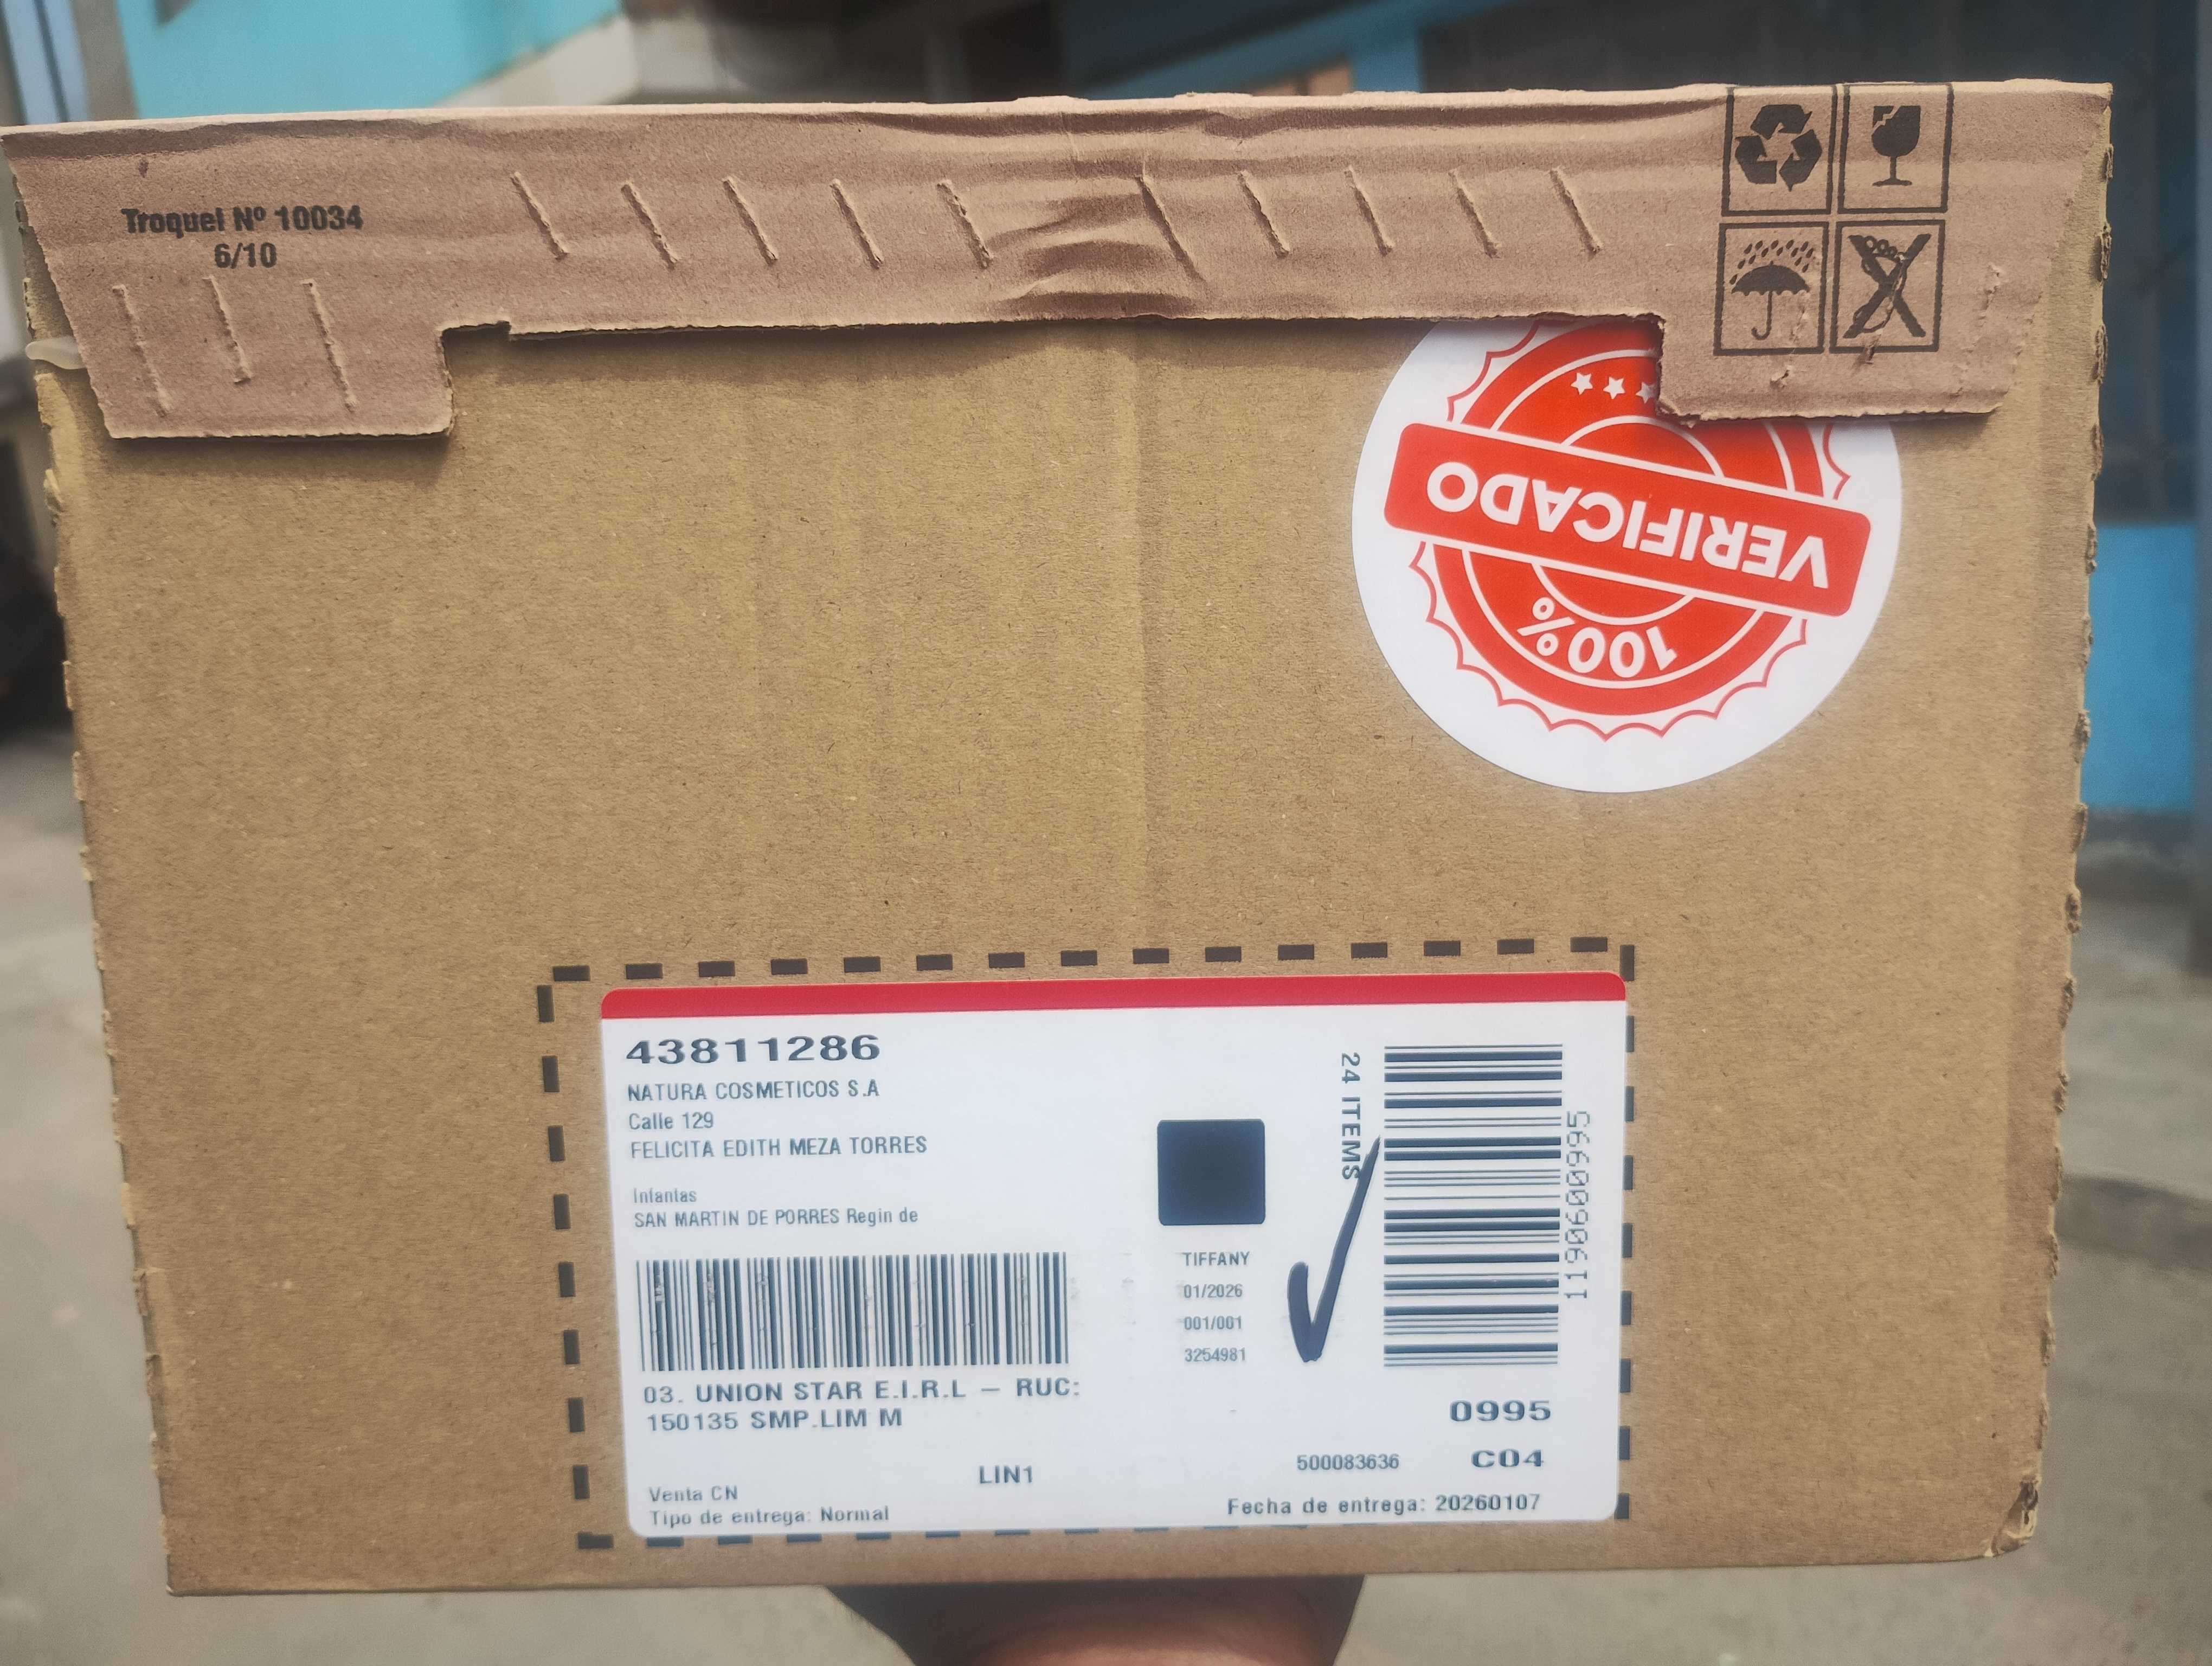 Troquel Nº 10034
6/10
VERIFICADO
100%
43811286
NATURA COSMETICOS S.A
Calle 129
FELICITA EDITH MEZA TORRES
Infantas
SAN MARTIN DE PORRES Regin de
03. UNION STAR E.I.R.L – RUC:
150135 SMP.LIM M
LIN1
Venta CN
Tipo de entrega: Normal
TIFFANY
01/2026
001/001
3254981
24 ITEMS
1190600995
0995
500083636 C04
Fecha de entrega: 20260107